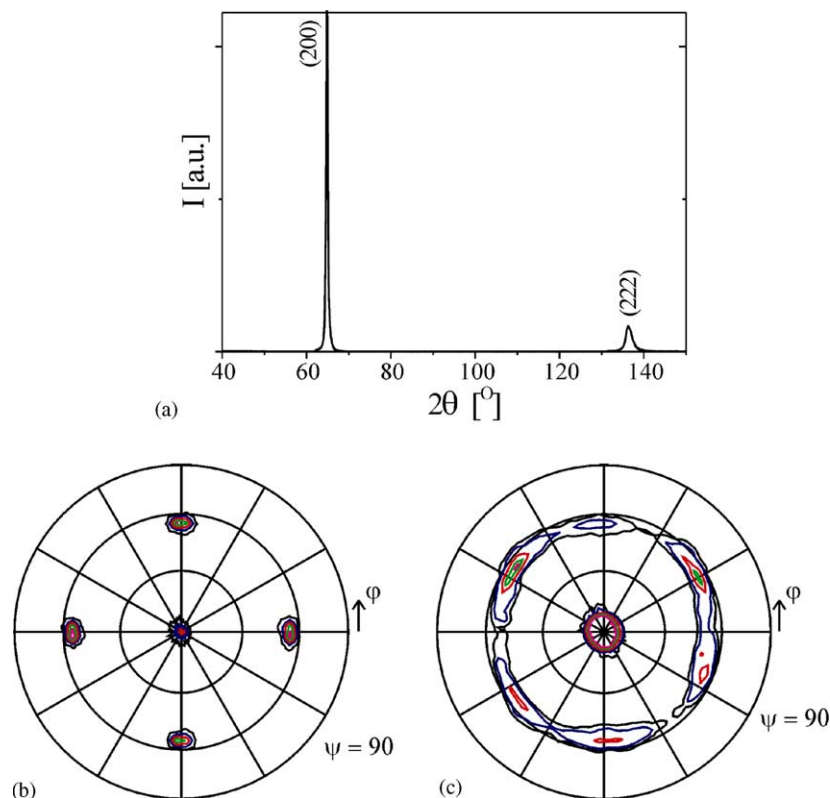 (200)
(222)
I [a.u.]
40 60 80 100 120 140
2θ [°]
(a)
φ
ψ = 90
(b)
φ
ψ = 90
(c)